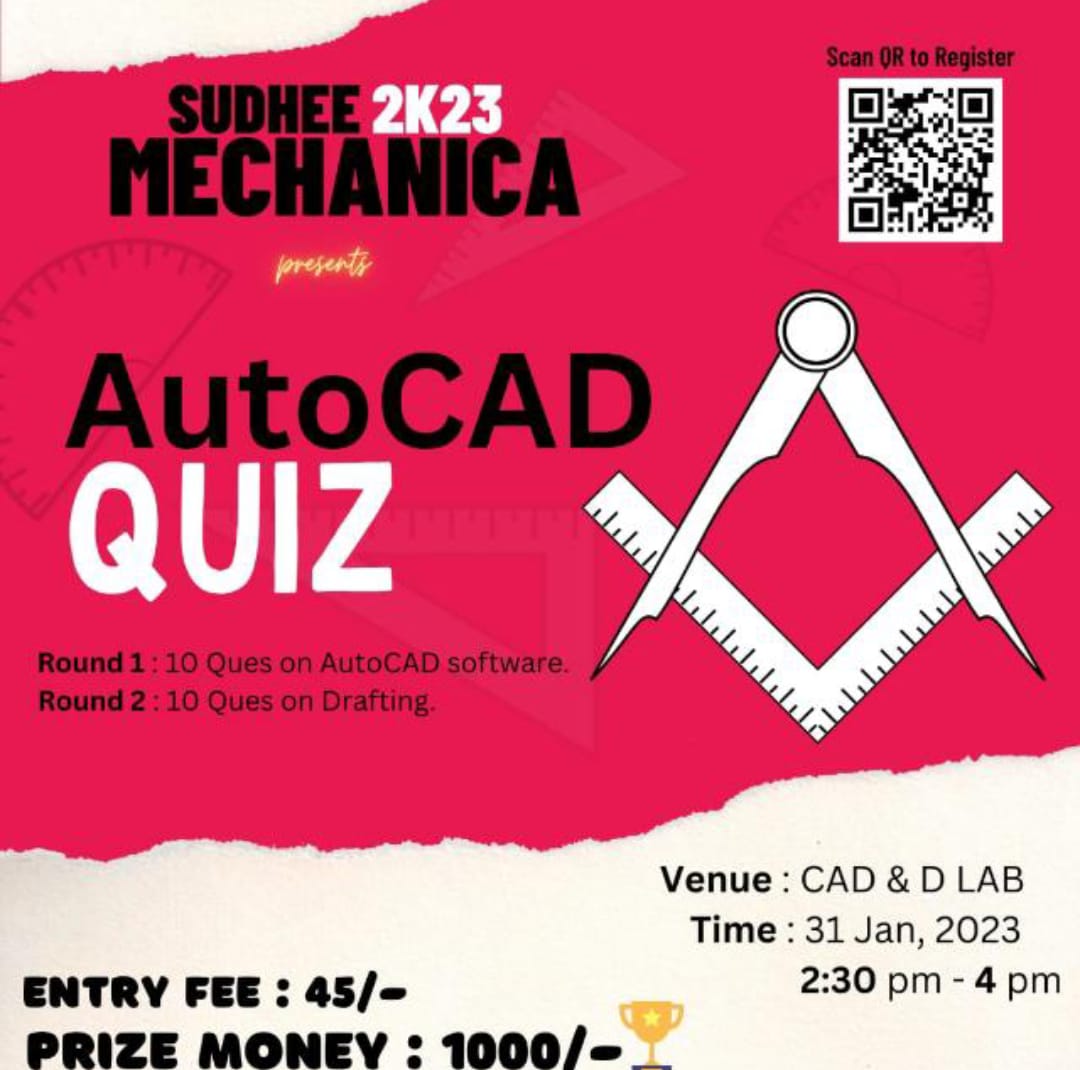 Scan QR to Register
SUDHEE 2K23
MECHANICA
presents
AutoCAD
QUIZ
Round 1 : 10 Ques on AutoCAD software.
Round 2 : 10 Ques on Drafting.
Venue : CAD & D LAB
Time : 31 Jan, 2023
2:30 pm - 4 pm
ENTRY FEE : 45/-
PRIZE MONEY : 1000/-